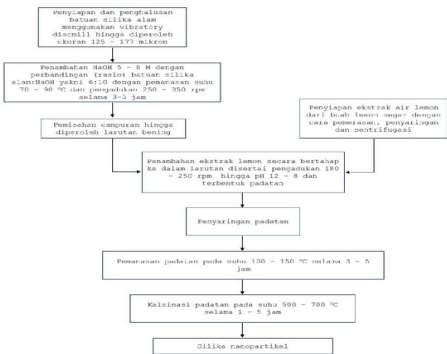 Penyiapan dan penghalusan
batuan silika alam
menggunakan vibratory
discmill hingga diperoleh
ukuran 125 - 177 mikron
Penambahan NaOH 5 - 8 M dengan
perbandingan (rasio) batuan silika
alam:NaOH yakni 6:10 dengan pemanasan suhu
70 - 90 °C dan pengadukan 250 - 350 rpm
selama 3-5 jam
Pemisahan campuran hingga
diperoleh larutan bening
Penyiapan ekstrak air lemon
dari buah lemon segar dengan
cara pemerasan, penyaringan
dan sentrifugasi
Penambahan ekstrak lemon secara bertahap
ke dalam larutan disertai pengadukan 180
- 250 rpm hingga pH 12 - 8 dan
terbentuk padatan
Penyaringan padatan
Pemanasan padatan pada suhu 100 - 150 °C selama 3 - 5
jam
Kalsinasi padatan pada suhu 500 - 700 °C
selama 1 - 5 jam
Silika nanopartikel